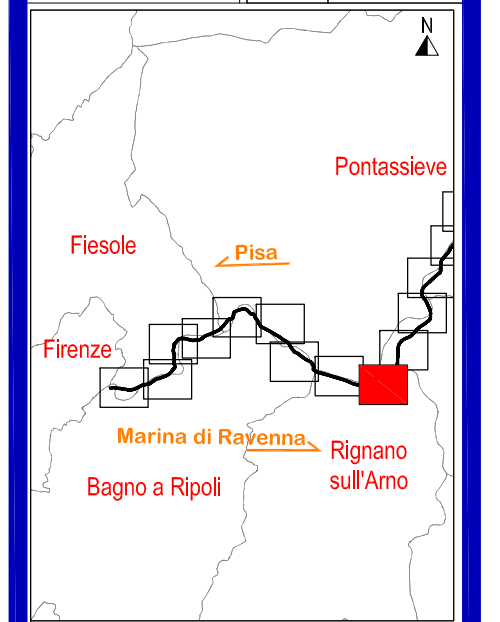 N
Pontassieve
Fiesole
Pisa
Firenze
Marina di Ravenna
Rignano
sull'Arno
Bagno a Ripoli